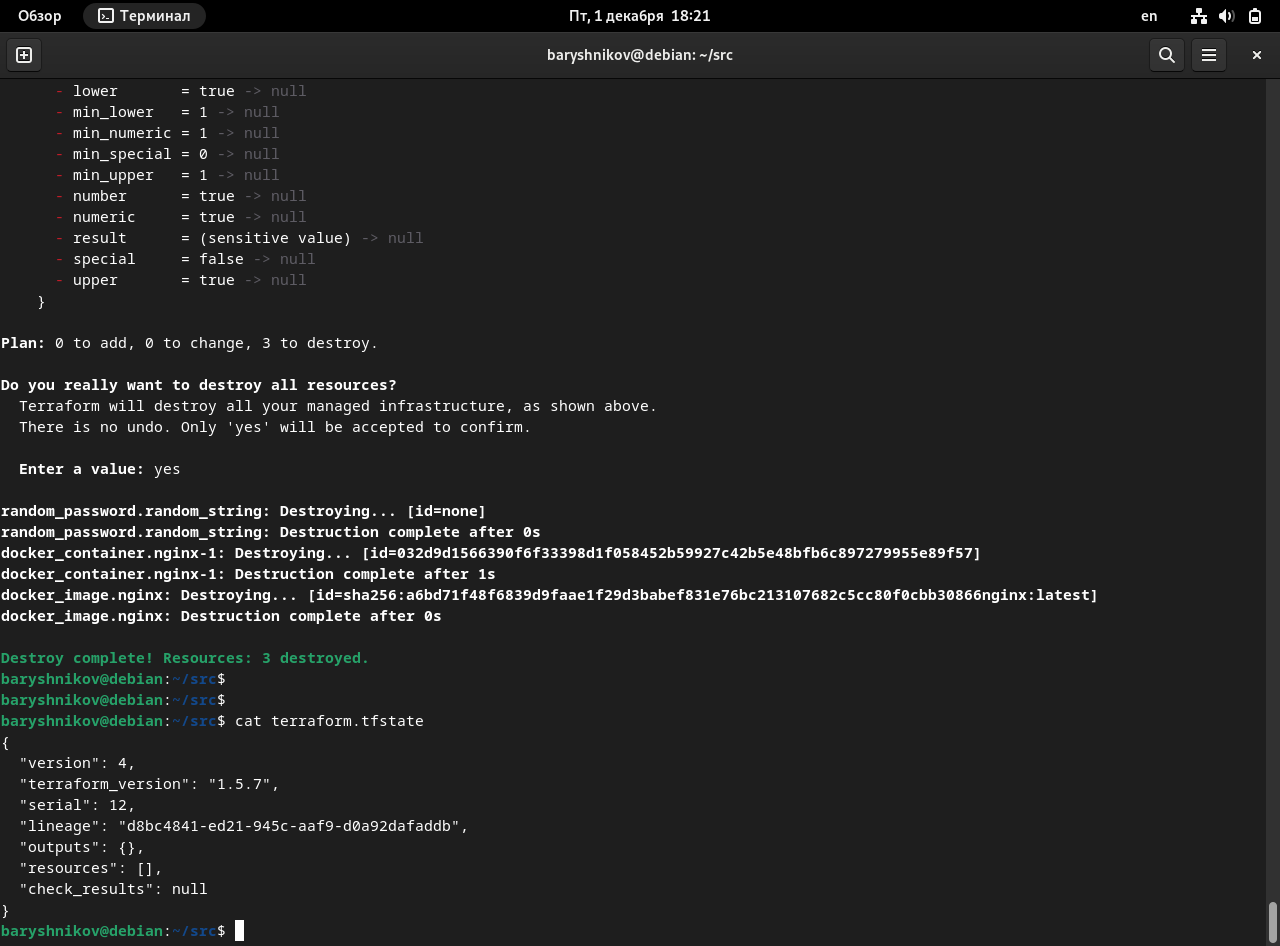 Обзор Терминал Пт, 1 декабря 18:21 en
baryshnikov@debian: ~/src
- lower       = true -> null
- min_lower   = 1 -> null
- min_numeric = 1 -> null
- min_special = 0 -> null
- min_upper   = 1 -> null
- number      = true -> null
- numeric     = true -> null
- result      = (sensitive value) -> null
- special     = false -> null
- upper       = true -> null
}
Plan: 0 to add, 0 to change, 3 to destroy.
Do you really want to destroy all resources?
Terraform will destroy all your managed infrastructure, as shown above.
There is no undo. Only 'yes' will be accepted to confirm.
Enter a value: yes
random_password.random_string: Destroying... [id=none]
random_password.random_string: Destruction complete after 0s
docker_container.nginx-1: Destroying... [id=032d9d1566390f6f33398d1f058452b59927c42b5e48bfb6c897279955e89f57]
docker_container.nginx-1: Destruction complete after 1s
docker_image.nginx: Destroying... [id=sha256:a6bd71f48f6839d9faae1f29d3babef831e76bc213107682c5cc80f0cbb30866nginx:latest]
docker_image.nginx: Destruction complete after 0s
Destroy complete! Resources: 3 destroyed.
baryshnikov@debian:~/src$
baryshnikov@debian:~/src$
baryshnikov@debian:~/src$ cat terraform.tfstate
{
"version": 4,
"terraform_version": "1.5.7",
"serial": 12,
"lineage": "d8bc4841-ed21-945c-aaf9-d0a92dafaddb",
"outputs": {},
"resources": [],
"check_results": null
}
baryshnikov@debian:~/src$